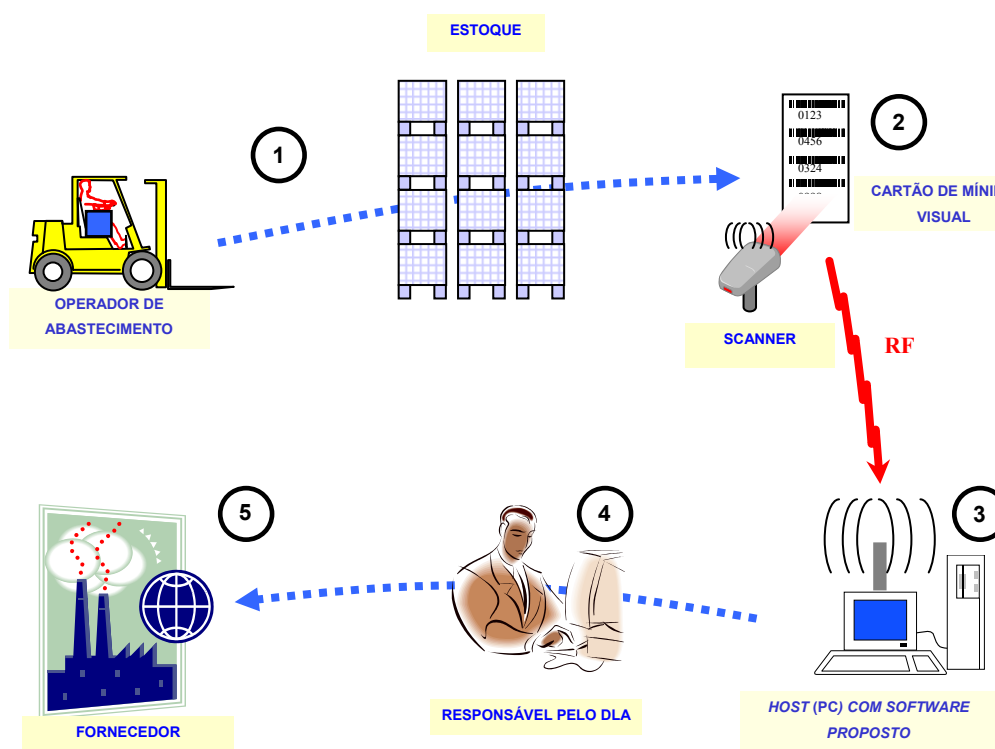 ESTOQUE
1
2
0123
0456
0324
CARTÃO DE
VISUAL
OPERADOR DE
ABASTECIMENTO
SCANNER
RF
5
4
3
FORNECEDOR
RESPONSÁVEL PELO DLA
HOST (PC) COM SOFTWARE
PROPOSTO